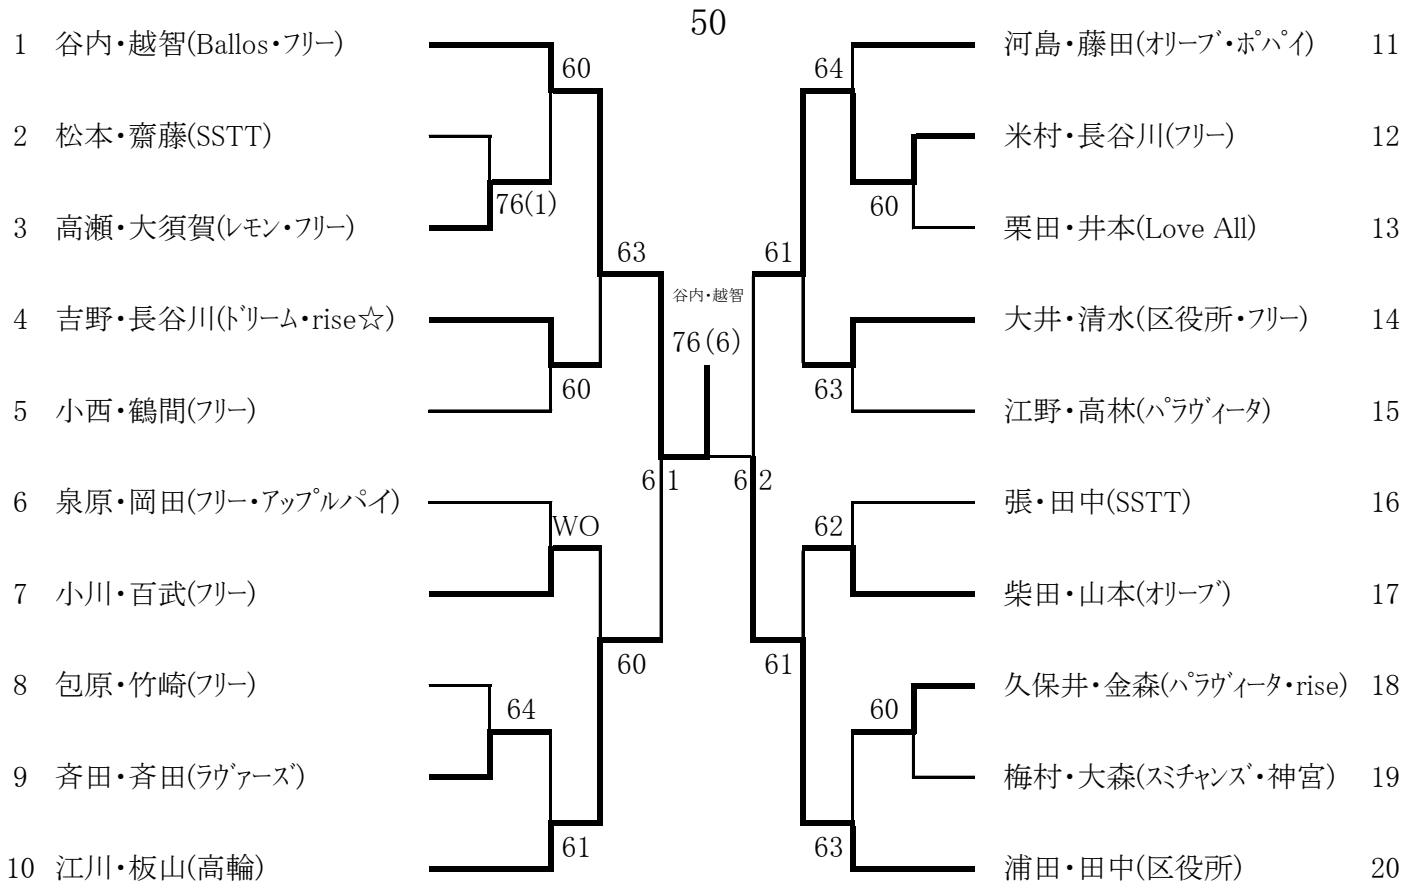 50
1 谷内・越智(Ballos・フリー)
60
2 松本・齋藤(SSTT)
76(1)
3 高瀬・大須賀(レモン・フリー)
63
4 吉野・長谷川(ドリーム・rise☆)
60
5 小西・鶴間(フリー)
61
6 泉原・岡田(フリー・アップルパイ)
WO
7 小川・百武(フリー)
60
8 包原・竹崎(フリー)
64
9 斉田・斉田(ラヴァーズ)
61
10 江川・板山(高輪)
谷内・越智
76(6)
河島・藤田(オリーブ・ポパイ) 11
64
米村・長谷川(フリー) 12
60
栗田・井本(Love All) 13
61
大井・清水(区役所・フリー) 14
63
江野・高林(パラヴィータ) 15
62
張・田中(SSTT) 16
62
柴田・山本(オリーブ) 17
61
久保井・金森(パラヴィータ・rise) 18
60
梅村・大森(スミチャンズ・神宮) 19
63
浦田・田中(区役所) 20